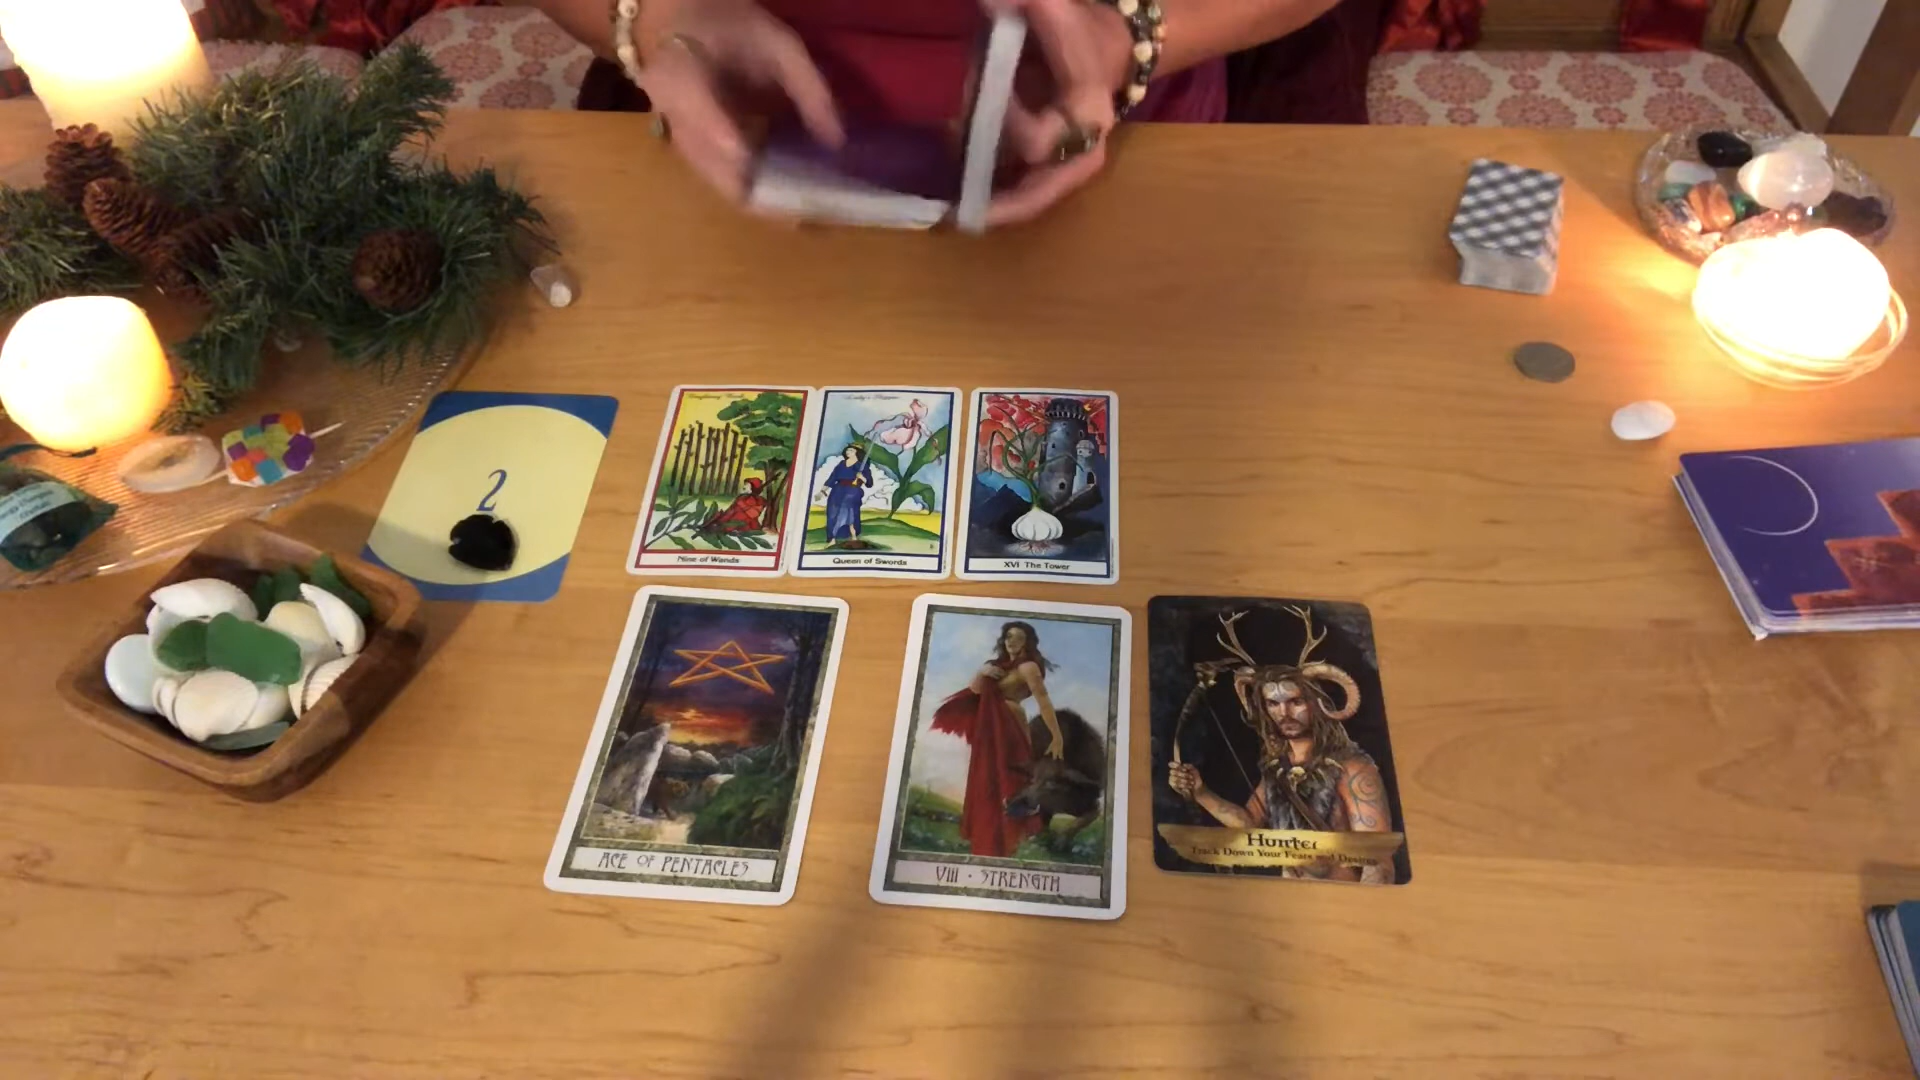 2
Nine of Wands
Queen of Swords
XVI The Tower
ACE OF PENTACLES
VIII · STRENGTH
Hunter
Track Down Your Fears and Desires